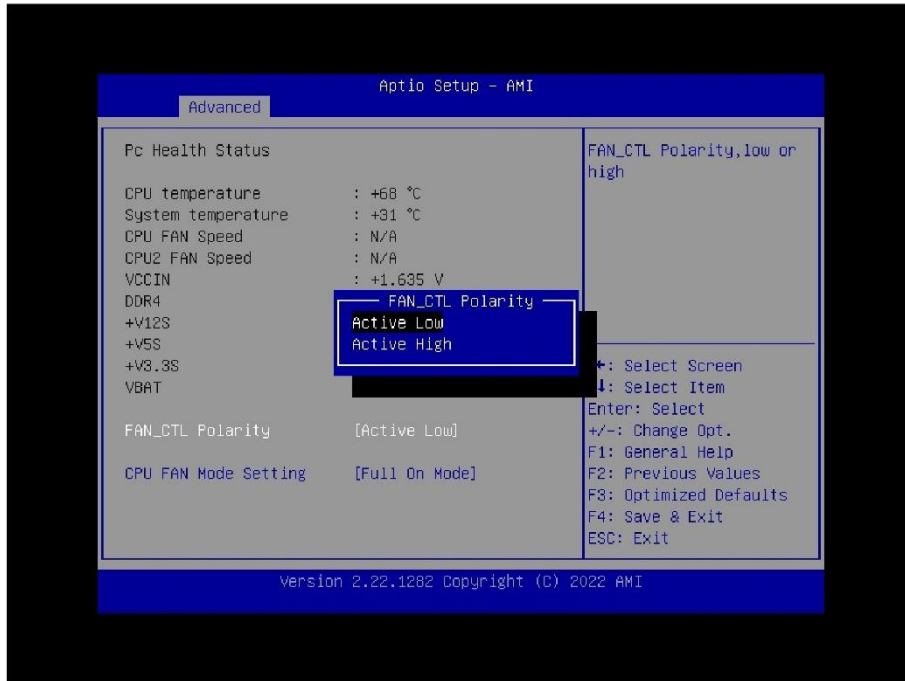 Aptio Setup - AMI
Advanced
Pc Health Status
CPU temperature : +68 °C
System temperature : +31 °C
CPU FAN Speed : N/A
CPU2 FAN Speed : N/A
VCCIN : +1.635 V
DDR4
+V12S
+V5S
+V3.3S
VBAT
FAN_CTL Polarity [Active Low]
CPU FAN Mode Setting [Full On Mode]
FAN_CTL Polarity
Active Low
Active High
FAN_CTL Polarity,low or
high
: Select Screen
: Select Item
Enter: Select
+/-: Change Opt.
F1: General Help
F2: Previous Values
F3: Optimized Defaults
F4: Save & Exit
ESC: Exit
Version 2.22.1282 Copyright (C) 2022 AMI